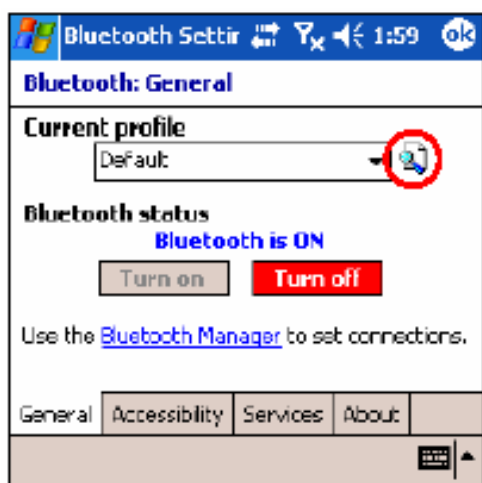 Bluetooth Settir 1:59 ok
Bluetooth: General
Current profile
Default
Bluetooth status
Bluetooth is ON
Turn on Turn off
Use the Bluetooth Manager to set connections.
General Accessibility Services About